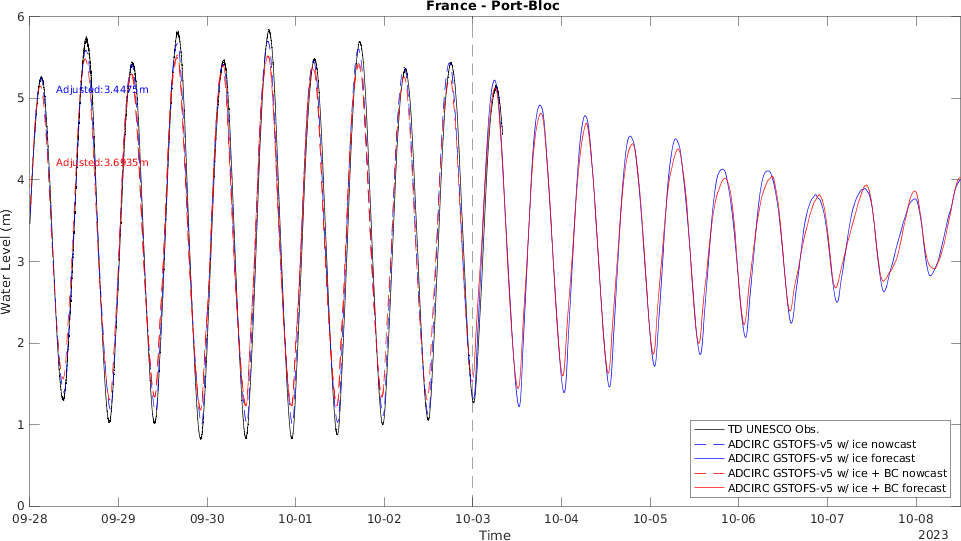 France - Port-Bloc
Water Level (m)
6
5
4
3
2
1
0
Adjusted:3.4475m
Adjusted:3.6935m
TD UNESCO Obs.
ADCIRC GSTOFS-v5 w/ ice nowcast
ADCIRC GSTOFS-v5 w/ ice forecast
ADCIRC GSTOFS-v5 w/ ice + BC nowcast
ADCIRC GSTOFS-v5 w/ ice + BC forecast
09-28 09-29 09-30 10-01 10-02 10-03 10-04 10-05 10-06 10-07 10-08
Time
2023